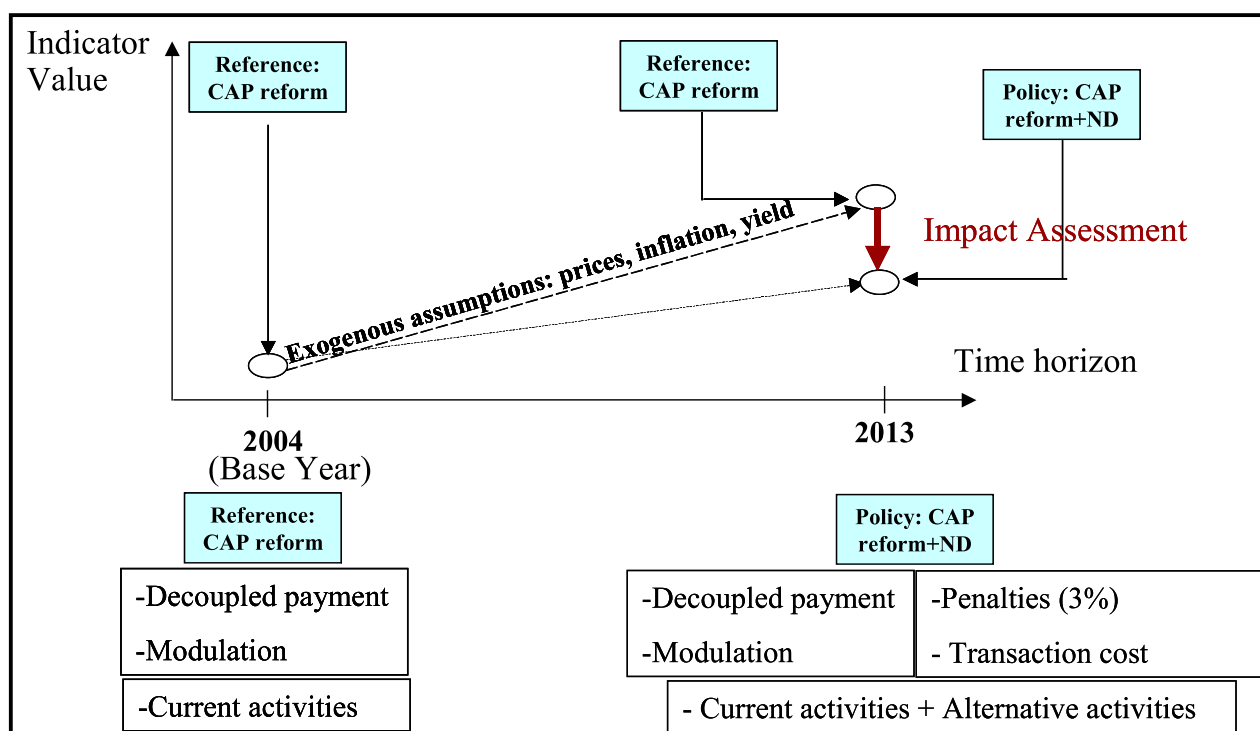 Indicator
Value
Reference:
CAP reform
Reference:
CAP reform
Policy: CAP
reform+ND
Exogenous assumptions: prices, inflation, yield
Impact Assessment
Time horizon
2004
(Base Year)
2013
Reference:
CAP reform
-Decoupled payment
-Modulation
-Current activities
Policy: CAP
reform+ND
-Decoupled payment
-Modulation
-Penalties (3%)
- Transaction cost
- Current activities + Alternative activities